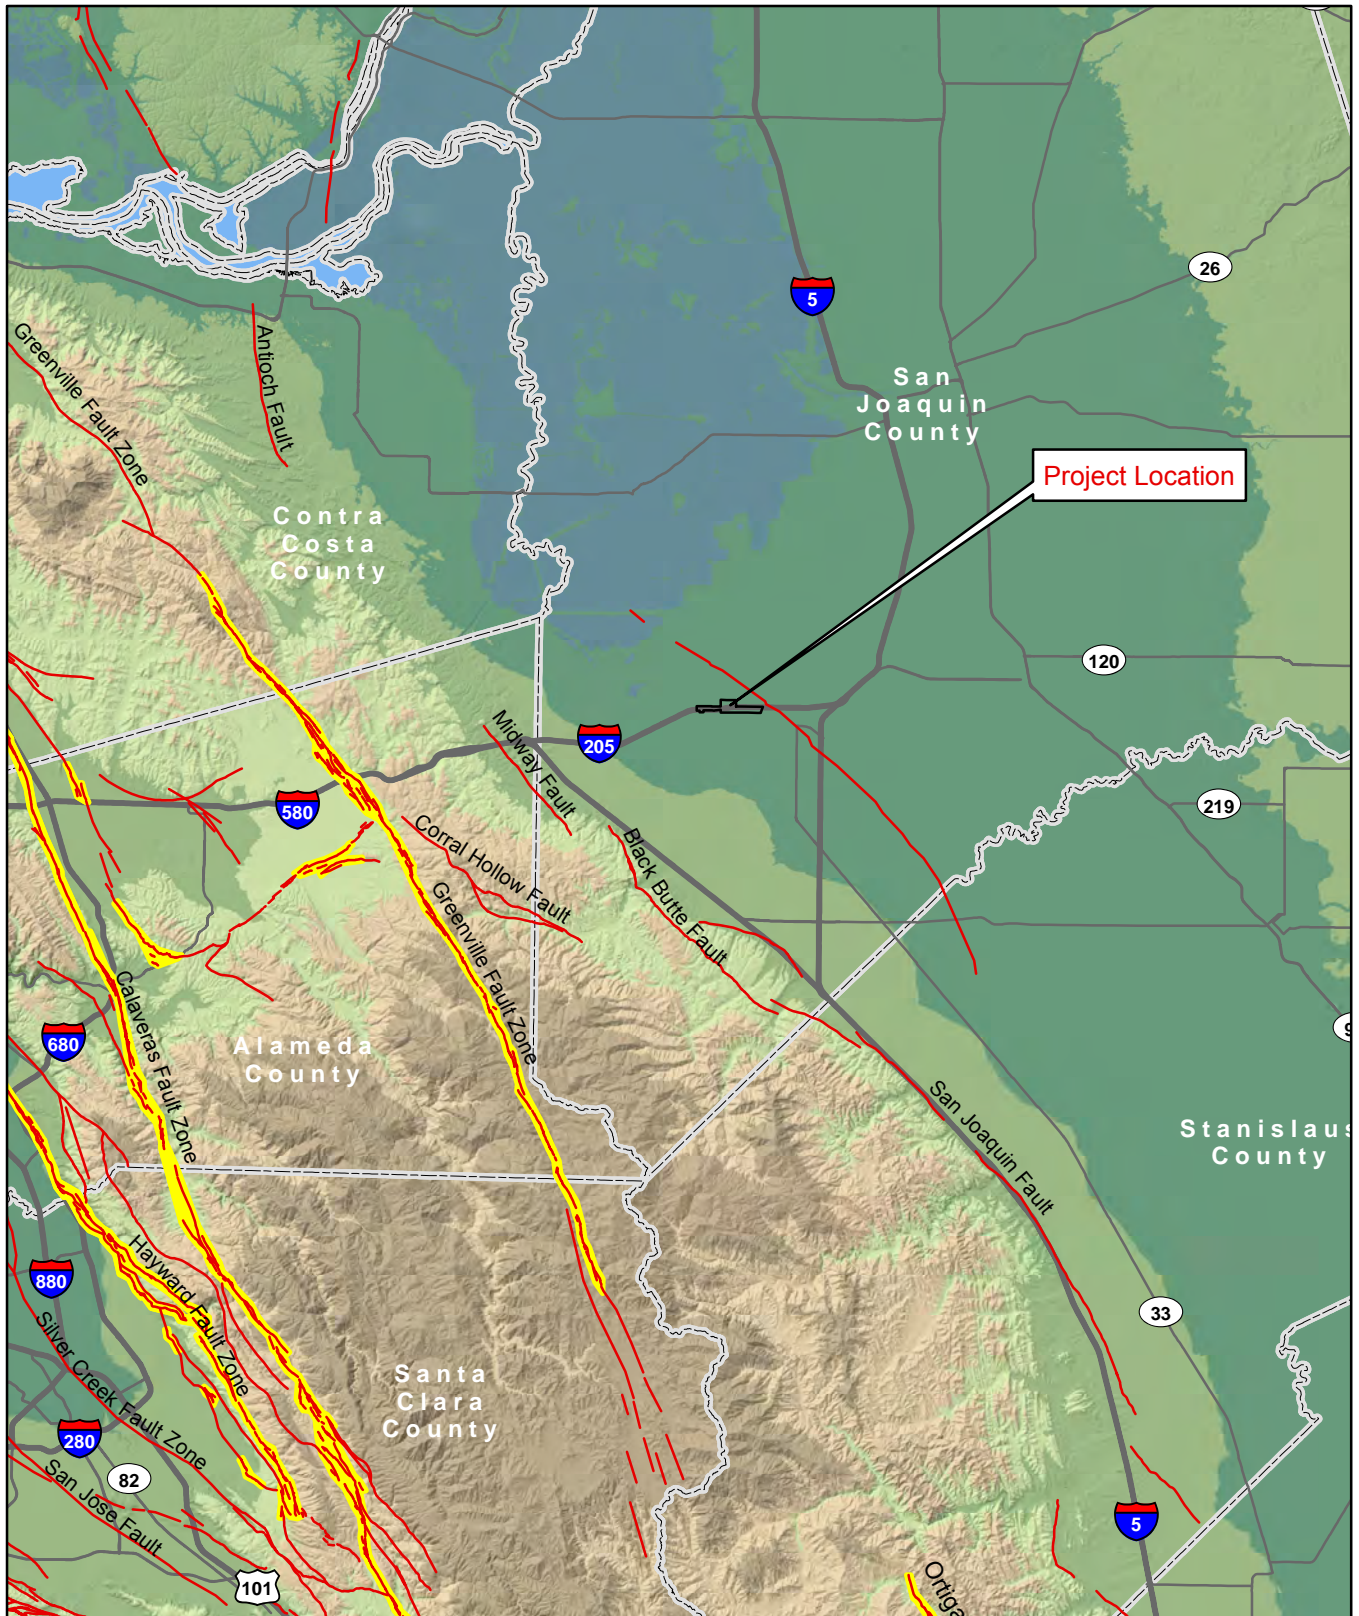 26
5
San
Joaquin
County
Greenville Fault Zone
Antioch Fault
Project Location
Contra
Costa
County
120
Midway Fault
205
580
219
Corral Hollow Fault
Black Butte Fault
Greenville Fault Zone
Calaveras Fault Zone
680
Alameda
County
9
San Joaquin Fault
Stanislaus
County
Hayward Fault Zone
880
33
Silver Creek Fault Zone
Santa
Clara
County
280
82
San Jose Fault
5
101
Ortiga